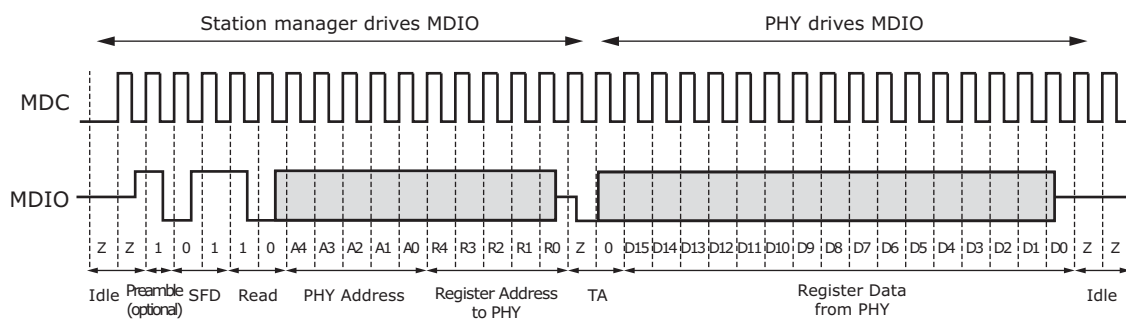 Station manager drives MDIO PHY drives MDIO
MDC
MDIO
Z Z 1 0 1 1 0 A4 A3 A2 A1 A0 R4 R3 R2 R1 R0 Z 0 D15 D14 D13 D12 D11 D10 D9 D8 D7 D6 D5 D4 D3 D2 D1 D0 Z Z
Idle Preamble (optional) SFD Read PHY Address Register Address to PHY TA Register Data from PHY Idle